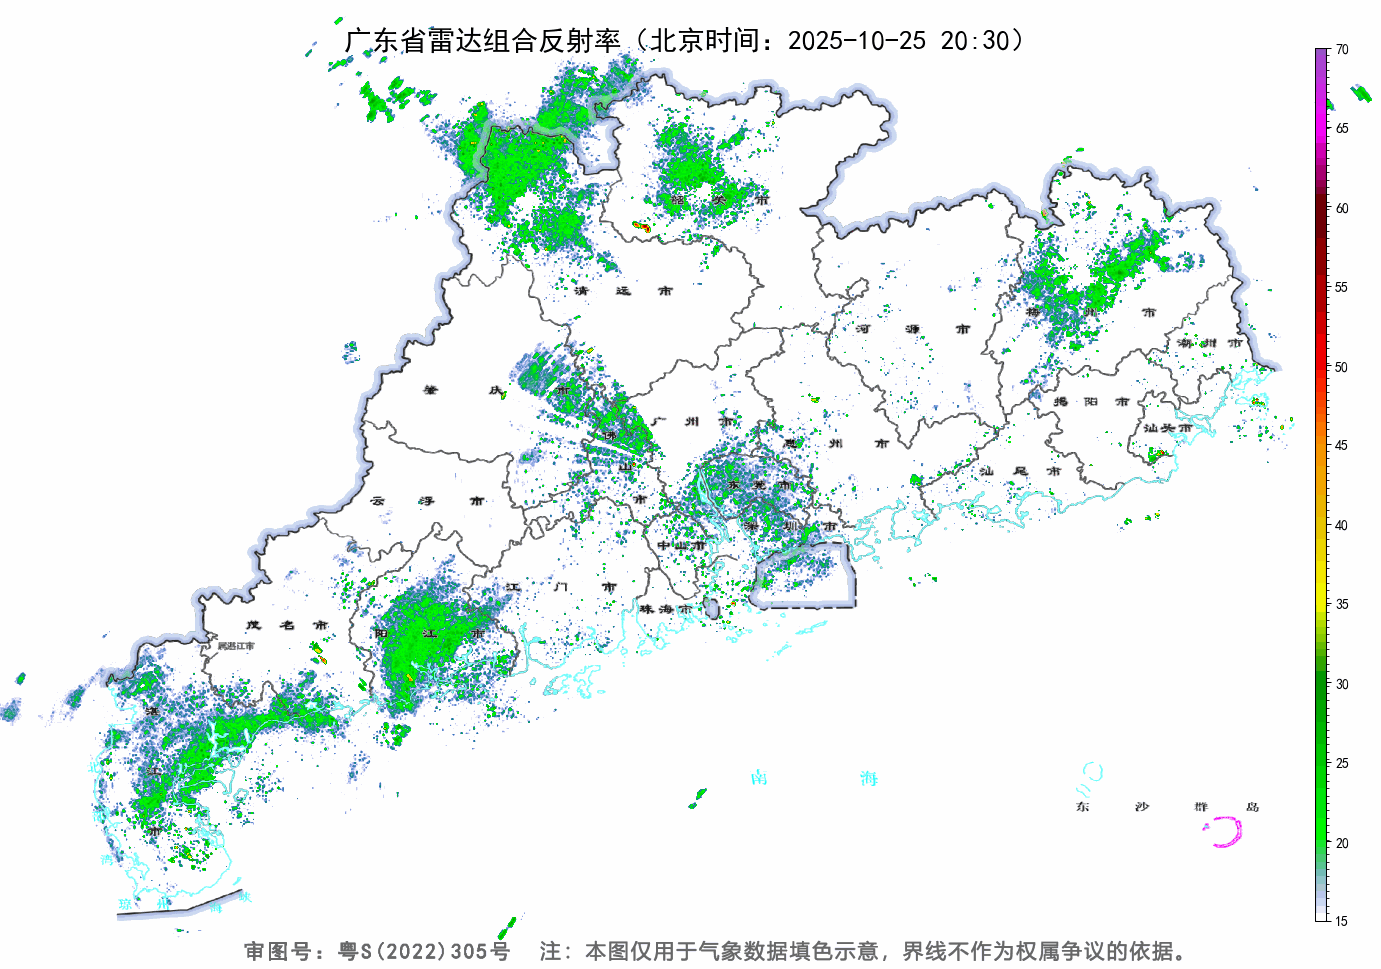 广东省雷达组合反射率（北京时间：2025-10-25 20:30）
70
65
60
55
50
45
40
35
30
25
20
15
韶关市
清远市
河源市
梅州市
潮州市
肇庆市
广州市
揭阳市
汕头市
佛山市
惠州市
汕尾市
云浮市
东莞市
深圳市
中山市
江门市
珠海市
茂名市
阳江市
属湛江市
湛江市
南海
东沙群岛
湾
琼州海峡
审图号：粤S(2022)305号 注：本图仅用于气象数据填色示意，界线不作为权属争议的依据。